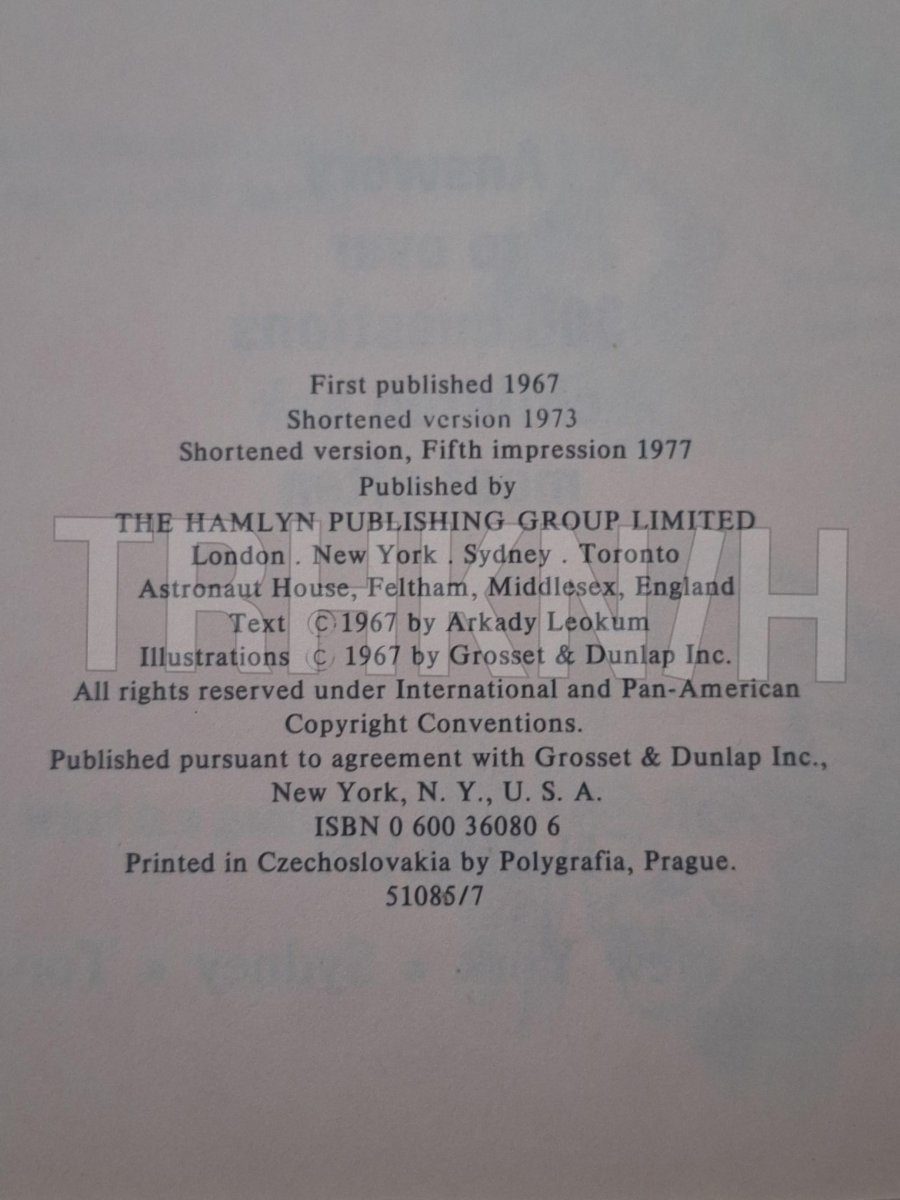 First published 1967
Shortened version 1973
Shortened version, Fifth impression 1977
Published by
THE HAMLYN PUBLISHING GROUP LIMITED
London . New York . Sydney . Toronto
Astronaut House, Feltham, Middlesex, England
Text © 1967 by Arkady Leokum
Illustrations © 1967 by Grosset & Dunlap Inc.
All rights reserved under International and Pan-American
Copyright Conventions.
Published pursuant to agreement with Grosset & Dunlap Inc.,
New York, N. Y., U. S. A.
ISBN 0 600 36080 6
Printed in Czechoslovakia by Polygrafia, Prague.